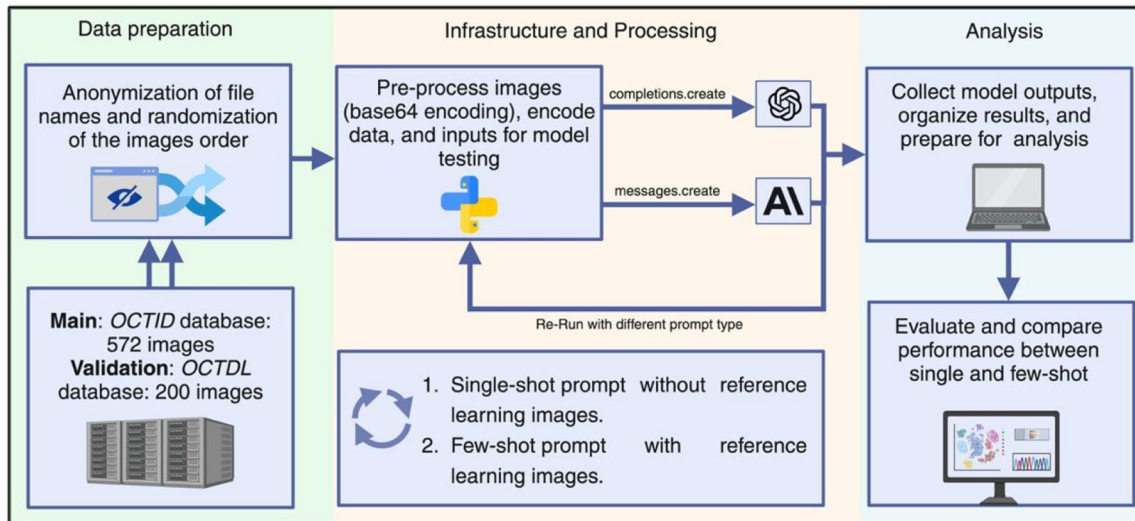 Data preparation
Anonymization of file
names and randomization
of the images order
Main: OCTID database:
572 images
Validation: OCTDL
database: 200 images
Infrastructure and Processing
Pre-process images
(base64 encoding), encode
data, and inputs for model
testing
completions.create
messages.create
AI
Re-Run with different prompt type
1. Single-shot prompt without reference
learning images.
2. Few-shot prompt with reference
learning images.
Analysis
Collect model outputs,
organize results, and
prepare for analysis
Evaluate and compare
performance between
single and few-shot